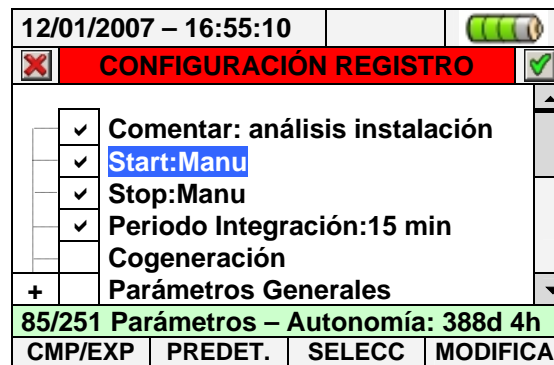 12/01/2007 – 16:55:10
CONFIGURACIÓN REGISTRO
Comentar: análisis instalación
Start:Manu
Stop:Manu
Periodo Integración:15 min
Cogeneración
+ Parámetros Generales
85/251 Parámetros – Autonomía: 388d 4h
CMP/EXP PREDET. SELECC MODIFICA